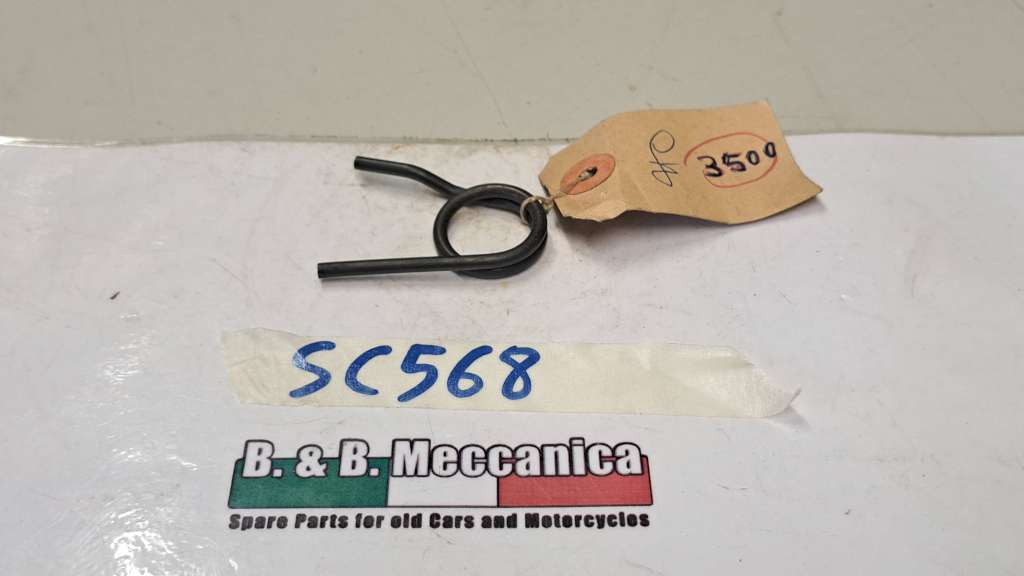 3500
SC568
B. & B. Meccanica
Spare Parts for old Cars and Motorcycles